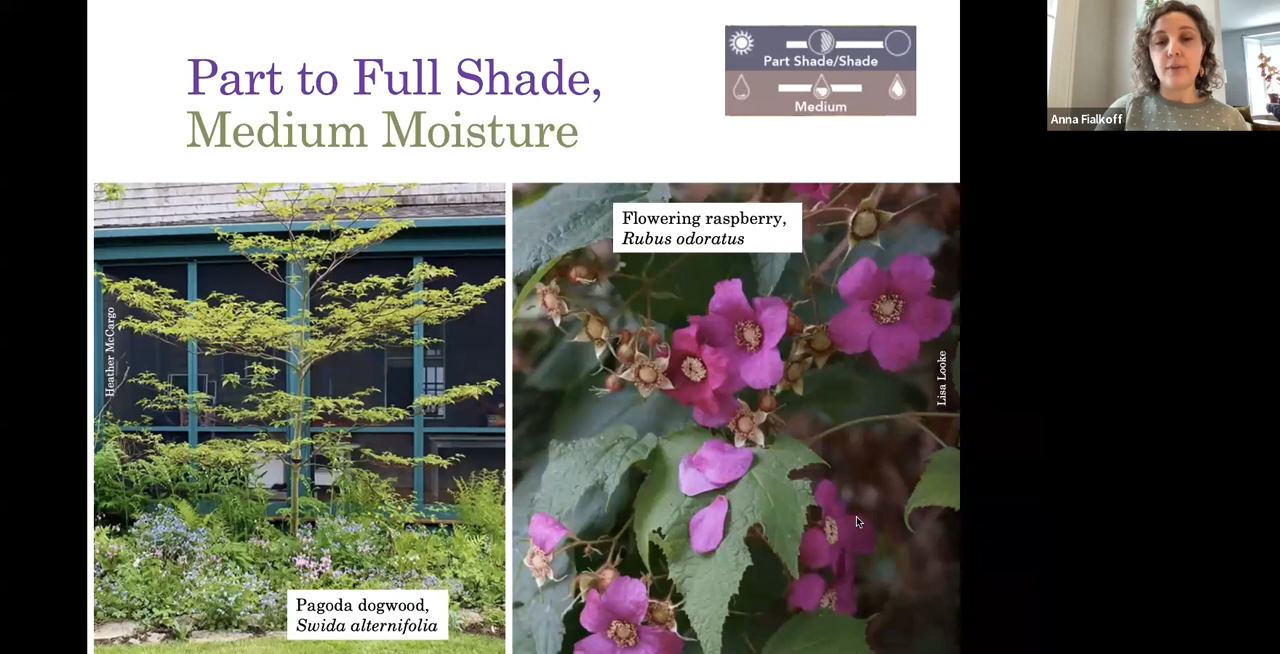 Part to Full Shade,
Medium Moisture
Part Shade/Shade
Medium
Anna Fialkoff
Flowering raspberry,
Rubus odoratus
Heather McCargo
Lisa Looke
Pagoda dogwood,
Swida alternifolia